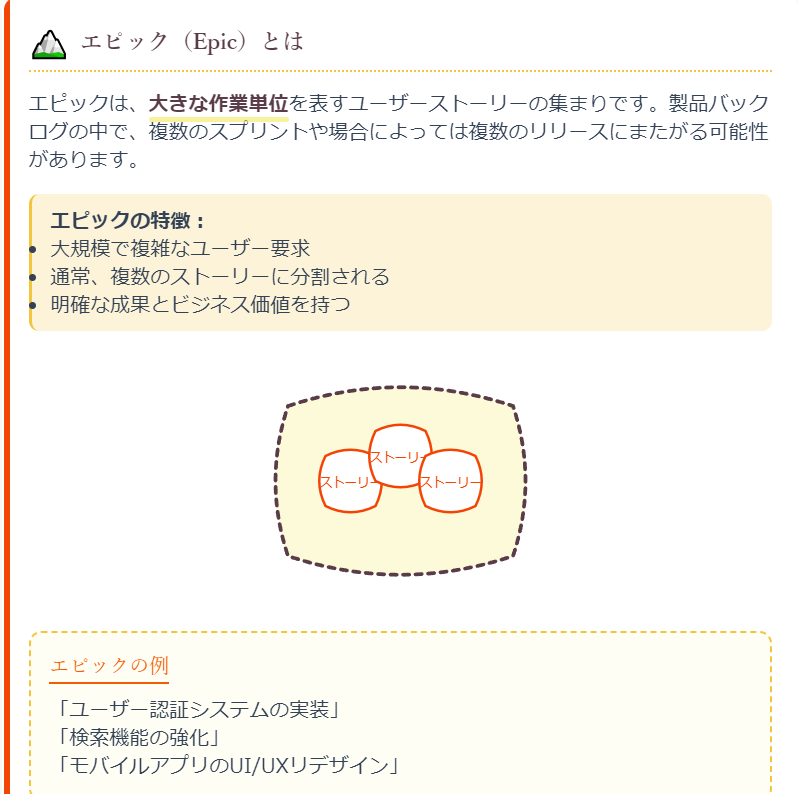 エピック（Epic）とは
エピックは、大きな作業単位を表すユーザーストーリーの集まりです。製品バック
ログの中で、複数のスプリントや場合によっては複数のリリースにまたがる可能性
があります。
エピックの特徴：
大規模で複雑なユーザー要求
通常、複数のストーリーに分割される
明確な成果とビジネス価値を持つ
ストーリー
ストーリー
ストーリー
エピックの例
「ユーザー認証システムの実装」
「検索機能の強化」
「モバイルアプリのUI/UXリデザイン」